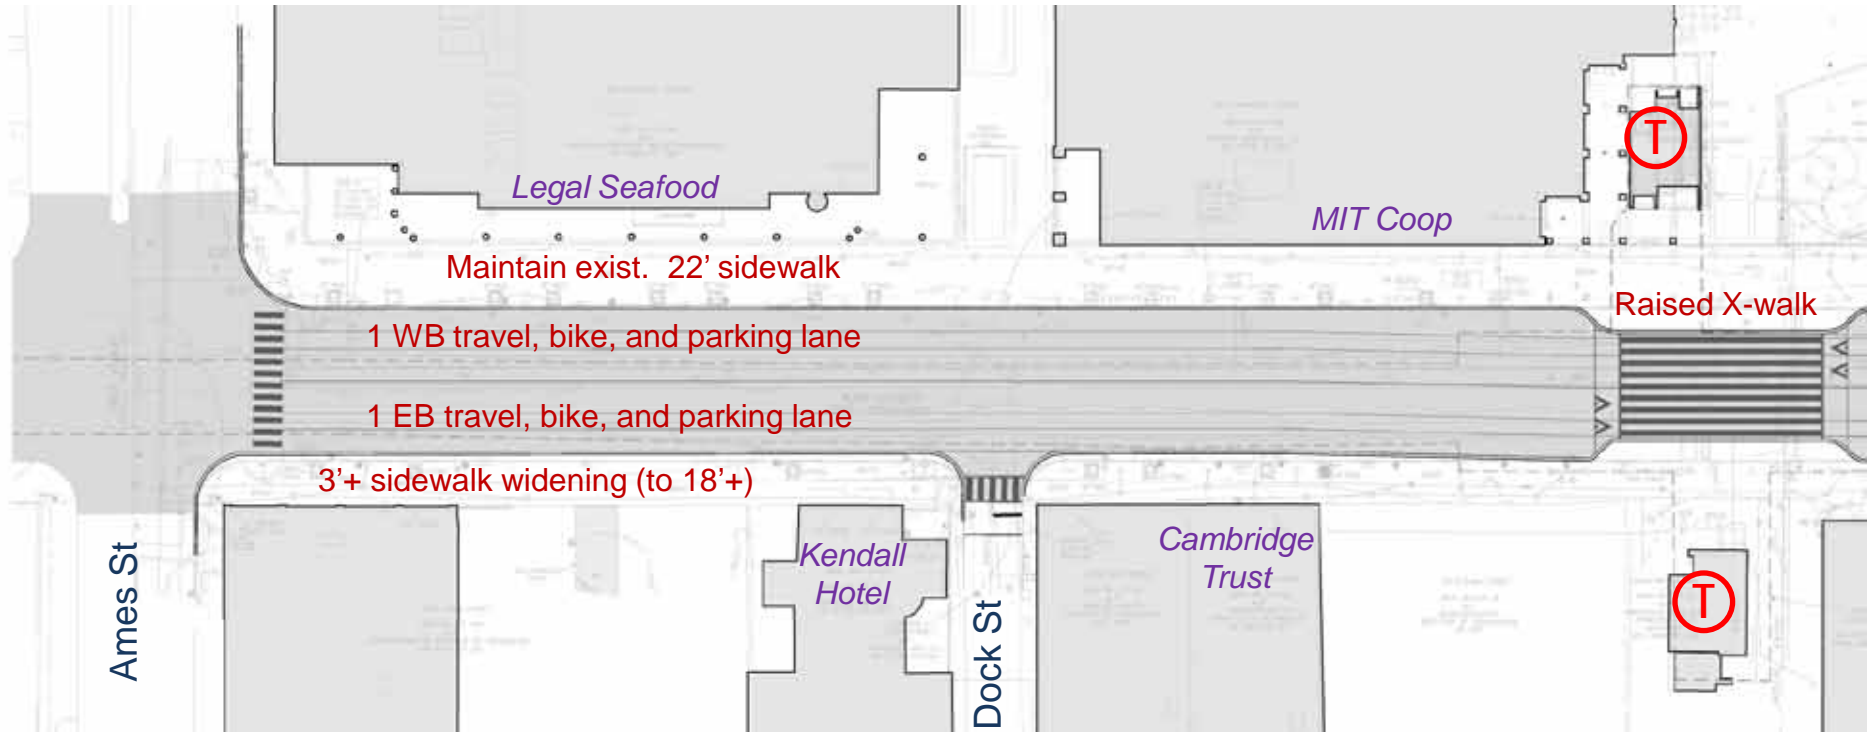 Legal Seafood
MIT Coop
T
Maintain exist.  22’ sidewalk
Raised X-walk
1 WB travel, bike, and parking lane
1 EB travel, bike, and parking lane
3’+ sidewalk widening (to 18’+)
Ames St
Kendall
Hotel
Dock St
Cambridge
Trust
T